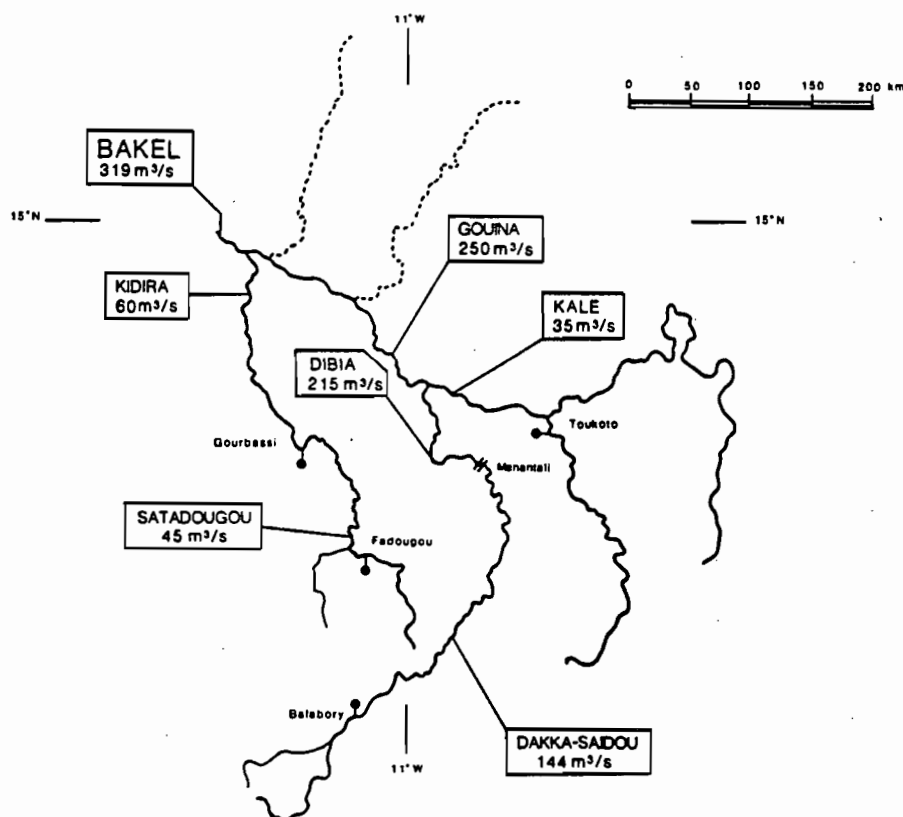 11°W
0 50 100 150 200 km
BAKEL
319 m³/s
15°N
15°N
GOUINA
250 m³/s
KIDIRA
60 m³/s
KALE
35 m³/s
DIBIA
215 m³/s
Toukoto
Gourbassi
Manantali
SATADOUGOU
45 m³/s
Fadougou
Balabory
DAKKA-SAIDOU
144 m³/s
11°W